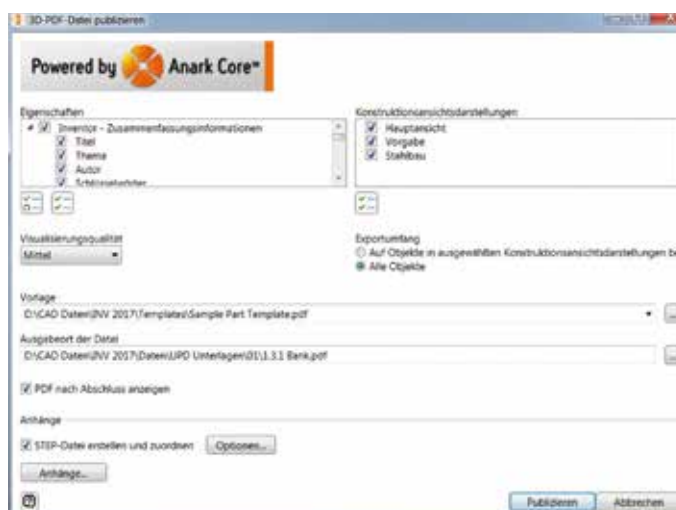 3D-PDF-Datei publizieren
Powered by Anark Core™
Eigenschaften
Inventor - Zusammenfassungsinformationen
Titel
Thema
Autor
Schlüsselwörter
Konstruktionsansichtsdarstellungen
Hauptansicht
Vorgabe
Stahlbau
Visualisierungsqualität
Mittel
Exportumfang
Auf Objekte in ausgewählten Konstruktionsansichtsdarstellungen be
Alle Objekte
Vorlage
D:\CAD Daten\INV 2017\Templates\Sample Part Template.pdf
...
Ausgabeort der Datei
D:\CAD Daten\INV 2017\Daten\UPD Unterlagen\01\1.3.1 Bank.pdf
...
PDF nach Abschluss anzeigen
Anhänge
STEP-Datei erstellen und zuordnen
Optionen...
Anhänge...
?
Publizieren
Abbrechen